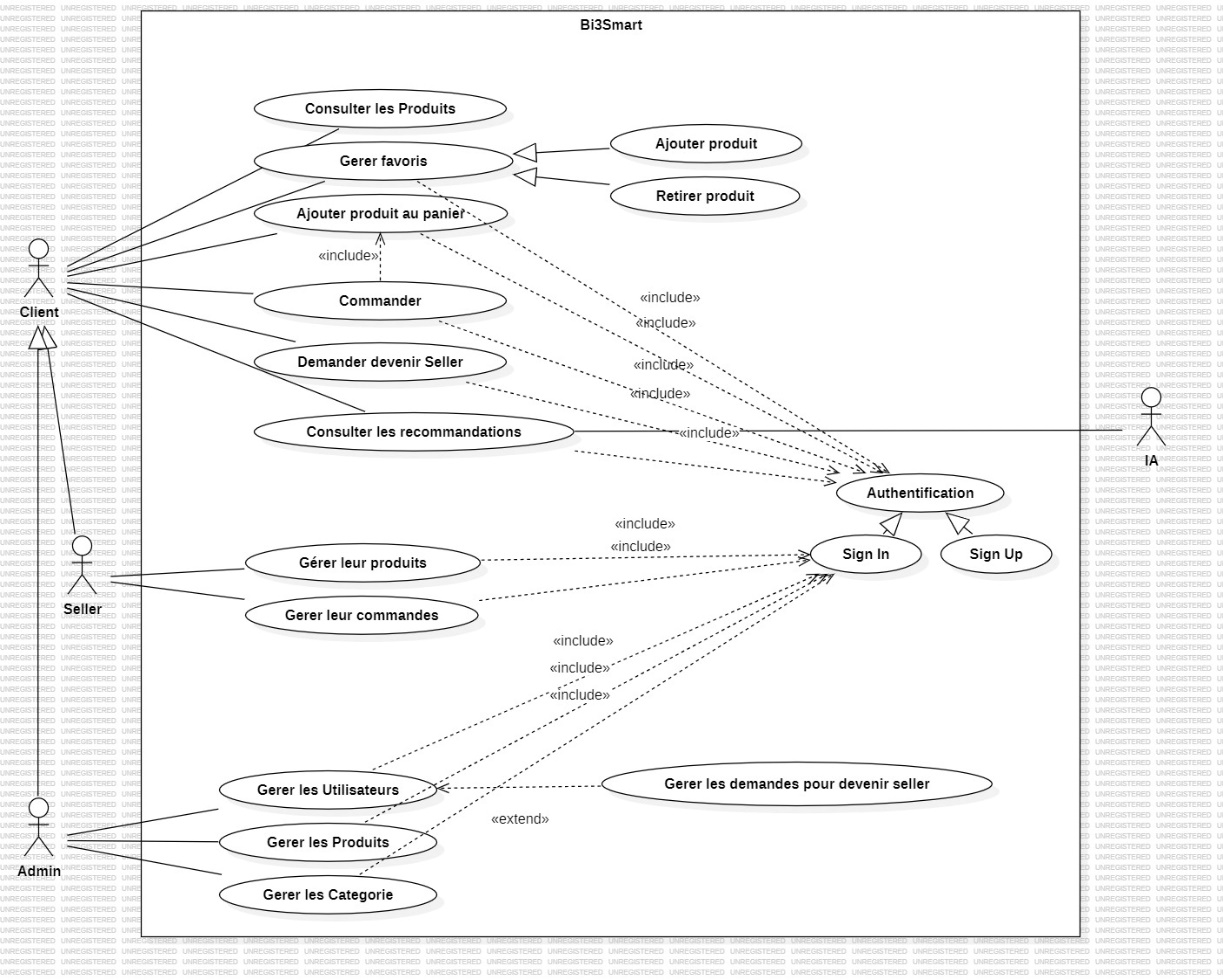 Bi3Smart
Consulter les Produits
Gerer favoris
Ajouter produit
Retirer produit
Ajouter produit au panier
«include»
Commander
«include»
«include»
Client
Demander devenir Seller
«include»
«include»
Consulter les recommandations
«include»
IA
Authentification
«include»
«include»
Sign In
Sign Up
Gérer leur produits
Seller
Gerer leur commandes
«include»
«include»
«include»
Gerer les Utilisateurs
Gerer les demandes pour devenir seller
«extend»
Gerer les Produits
Admin
Gerer les Categorie
UNREGISTERED